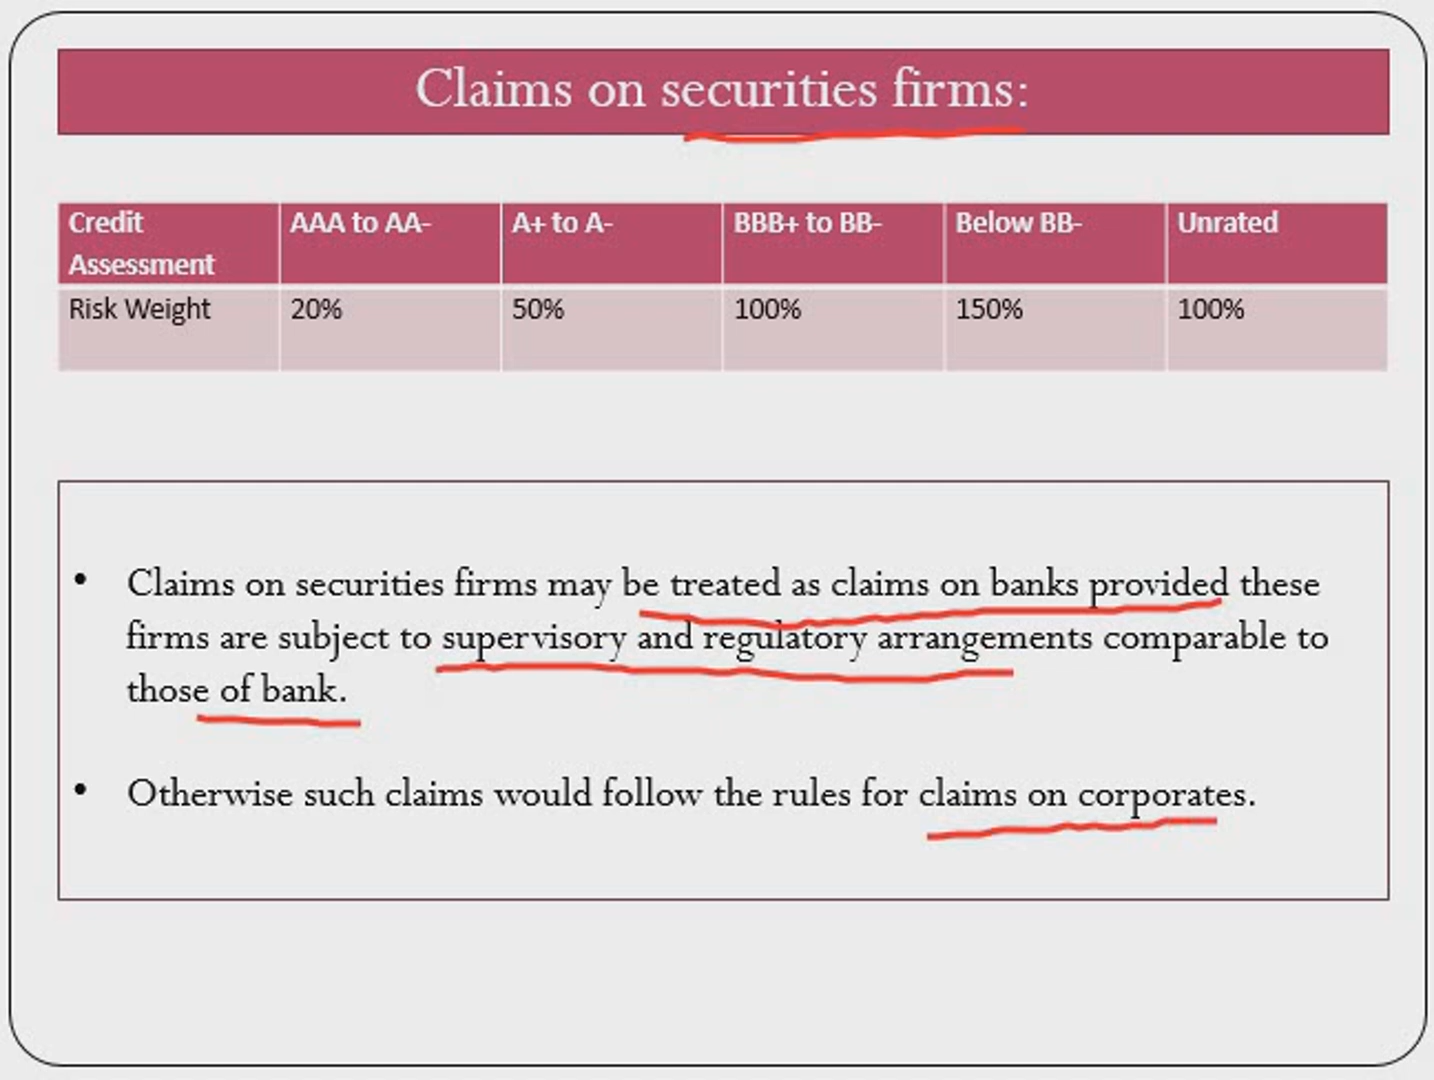 Claims on securities firms:
Credit Assessment AAA to AA- A+ to A- BBB+ to BB- Below BB- Unrated
Risk Weight 20% 50% 100% 150% 100%
• Claims on securities firms may be treated as claims on banks provided these
firms are subject to supervisory and regulatory arrangements comparable to
those of bank.
• Otherwise such claims would follow the rules for claims on corporates.